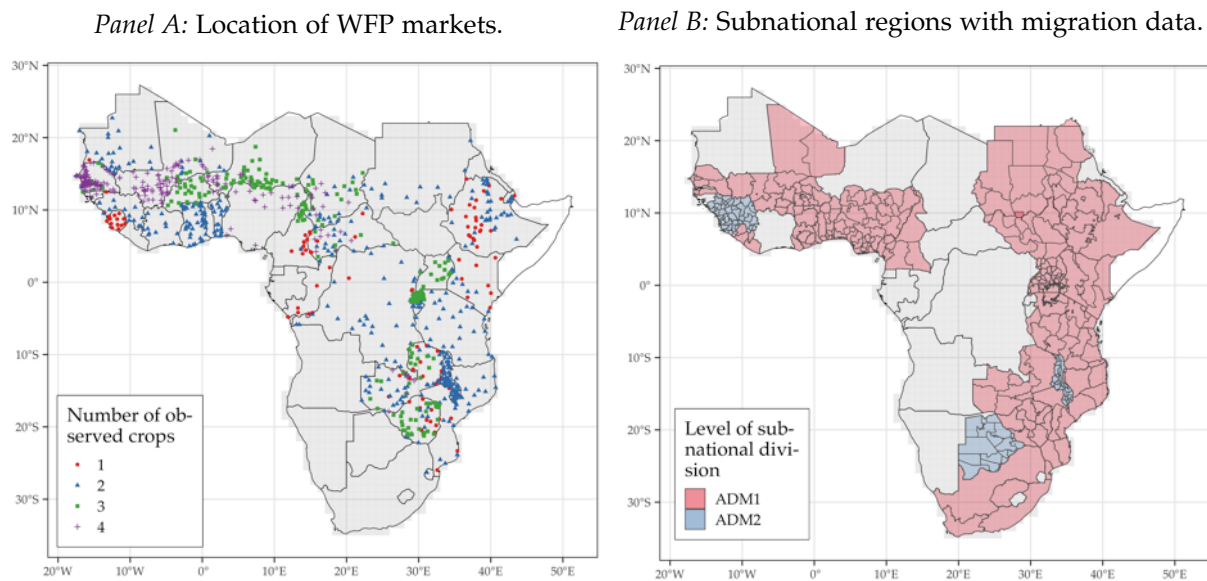 Panel A: Location of WFP markets.
30°N
20°N
10°N
0°
10°S
20°S
30°S
Number of ob-
served crops
1
2
3
4
20°W 10°W 0° 10°E 20°E 30°E 40°E 50°E
Panel B: Subnational regions with migration data.
30°N
20°N
10°N
0°
10°S
20°S
30°S
Level of sub-
national divi-
sion
ADM1
ADM2
20°W 10°W 0° 10°E 20°E 30°E 40°E 50°E